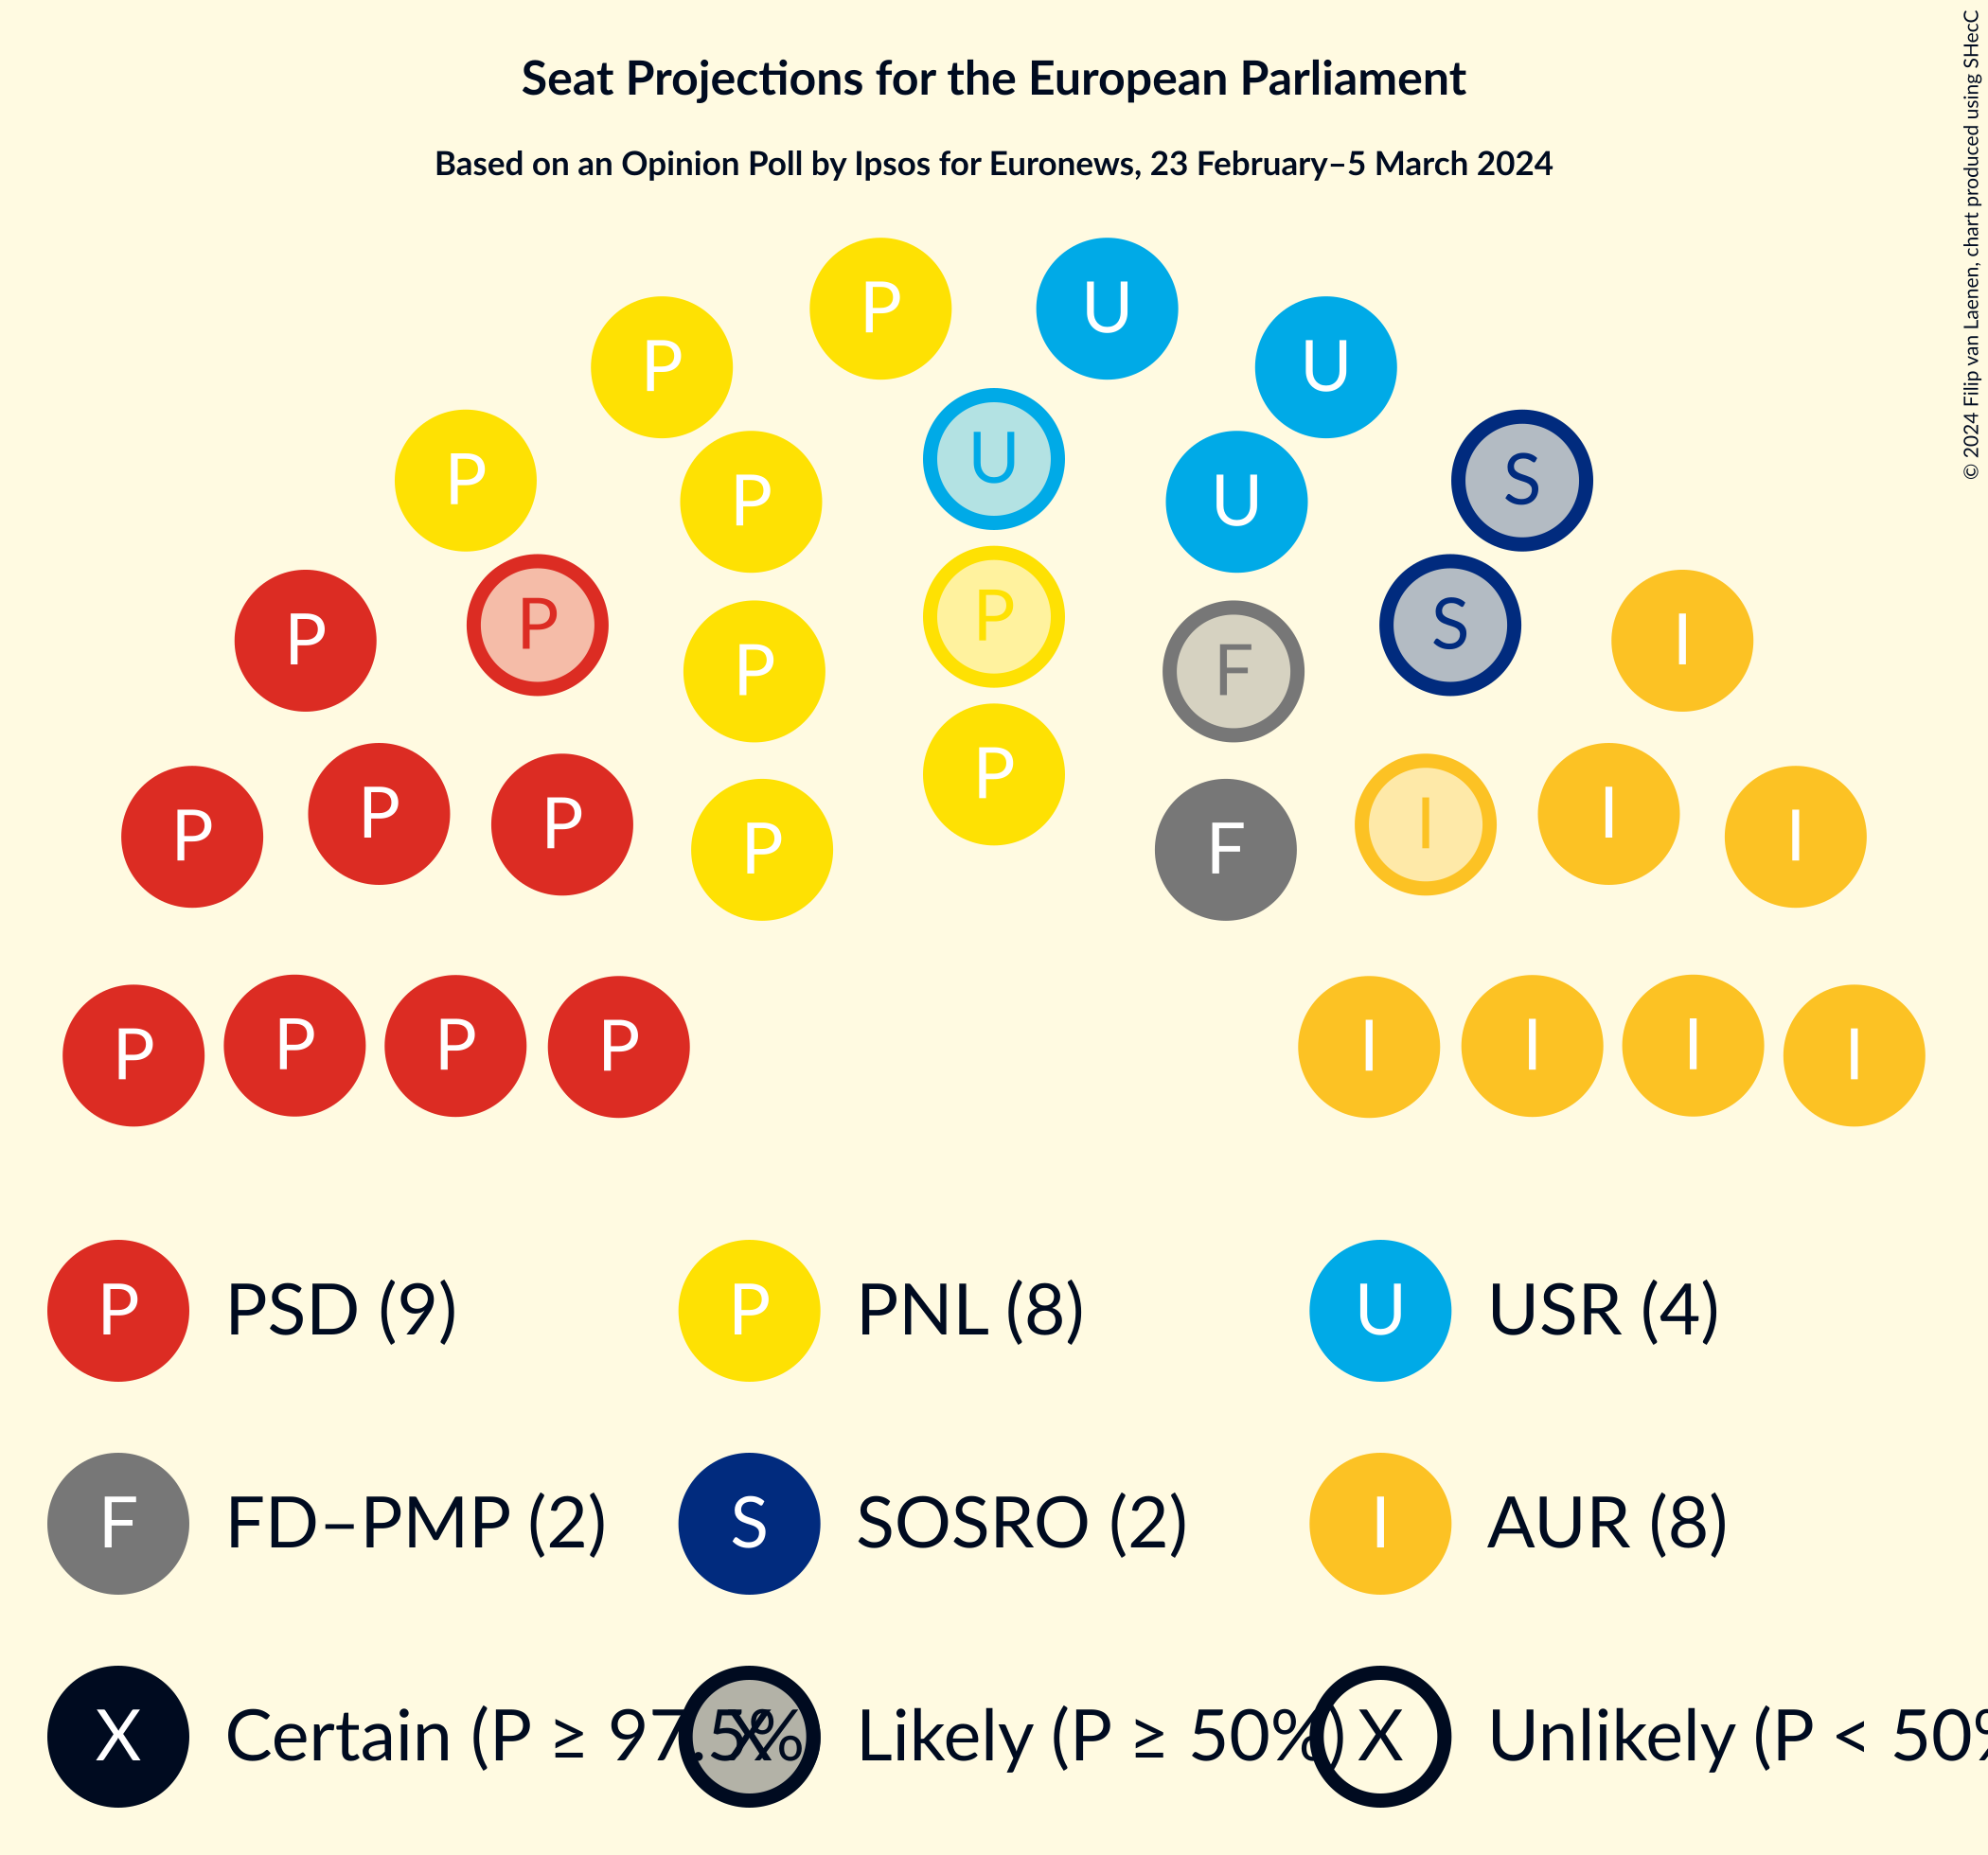 Seat Projections for the European Parliament
Based on an Opinion Poll by Ipsos for Euronews, 23 February–5 March 2024
© 2024 Filip van Laenen, chart produced using SHecC
P U
P U
U
P S
P U
P
P S
P F
P I
P
P I
P I
P F
P I
P P I I
P P I I
P PSD (9)
P PNL (8)
U USR (4)
F FD–PMP (2)
S SOSRO (2)
I AUR (8)
X Certain (P ≥ 97.5%
X Likely (P ≥ 50%)
X Unlikely (P < 50%